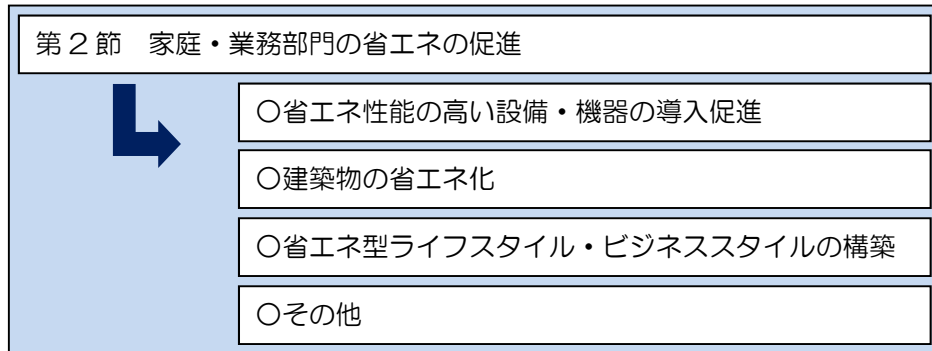 第2節　家庭・業務部門の省エネの促進
○省エネ性能の高い設備・機器の導入促進
○建築物の省エネ化
○省エネ型ライフスタイル・ビジネススタイルの構築
○その他